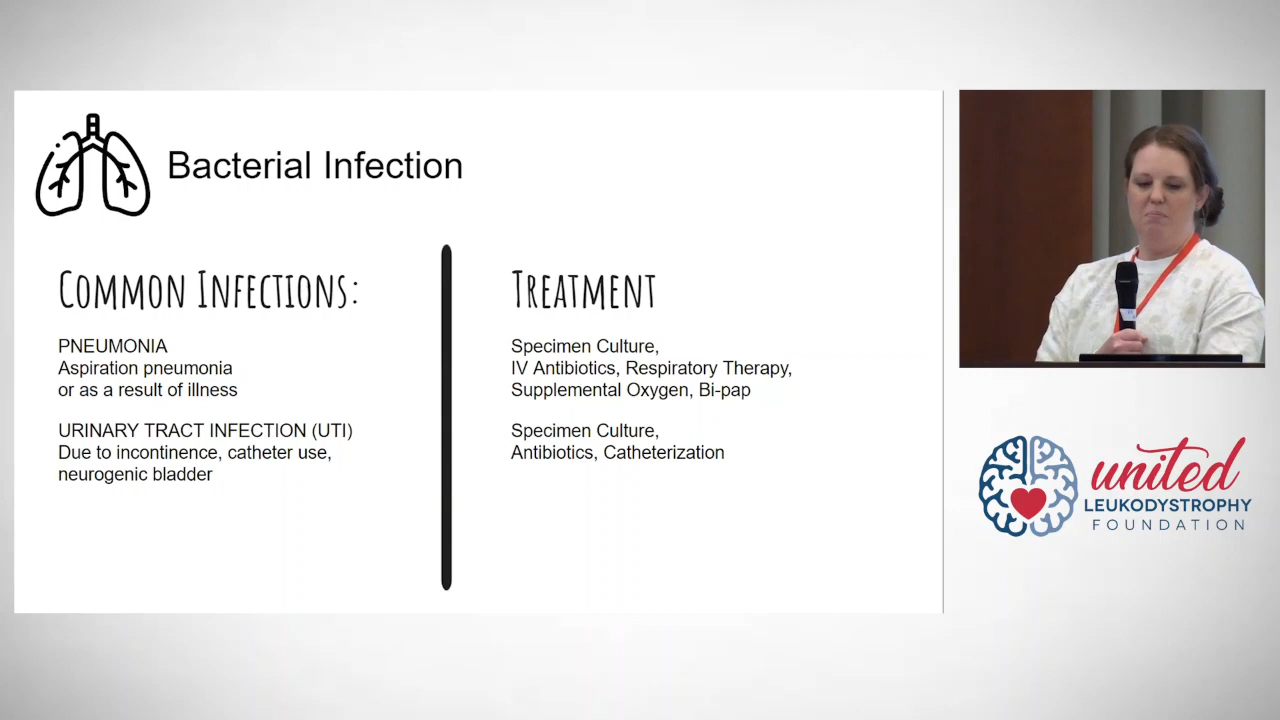 Bacterial Infection
COMMON INFECTIONS:
PNEUMONIA
Aspiration pneumonia
or as a result of illness
URINARY TRACT INFECTION (UTI)
Due to incontinence, catheter use,
neurogenic bladder
TREATMENT
Specimen Culture,
IV Antibiotics, Respiratory Therapy,
Supplemental Oxygen, Bi-pap
Specimen Culture,
Antibiotics, Catheterization
united
LEUKODYSTROPHY
FOUNDATION